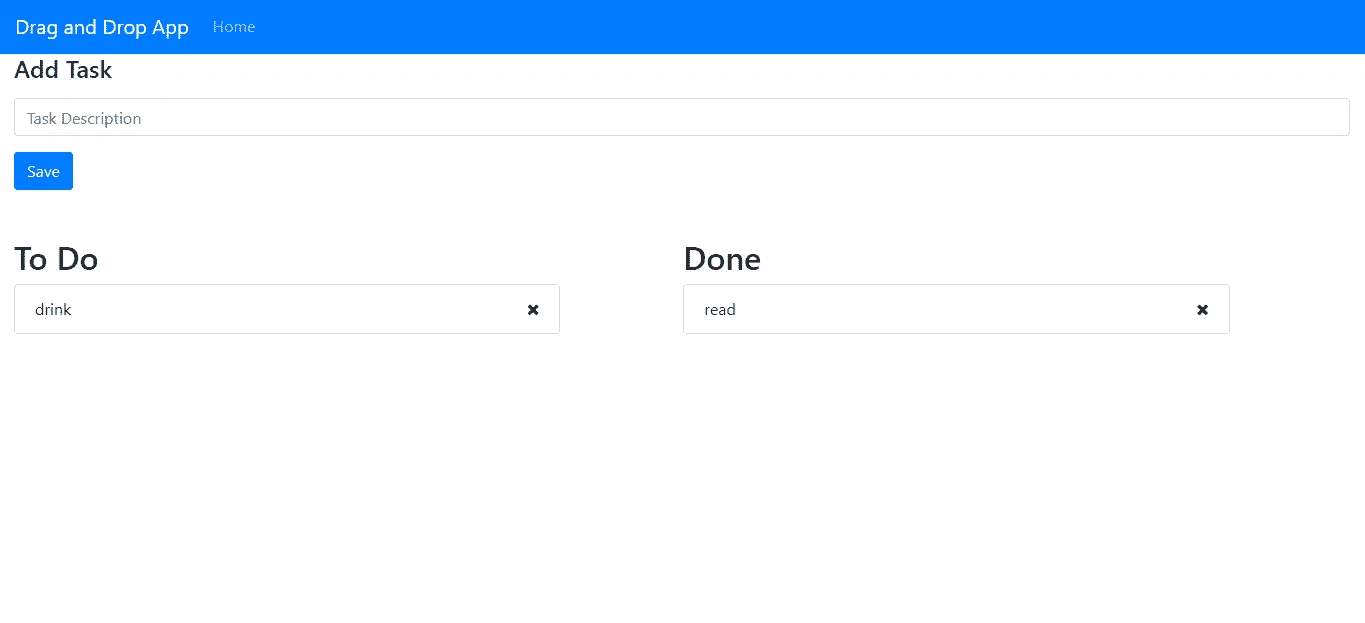 Drag and Drop App Home
Add Task
Task Description
Save
To Do
drink
Done
read